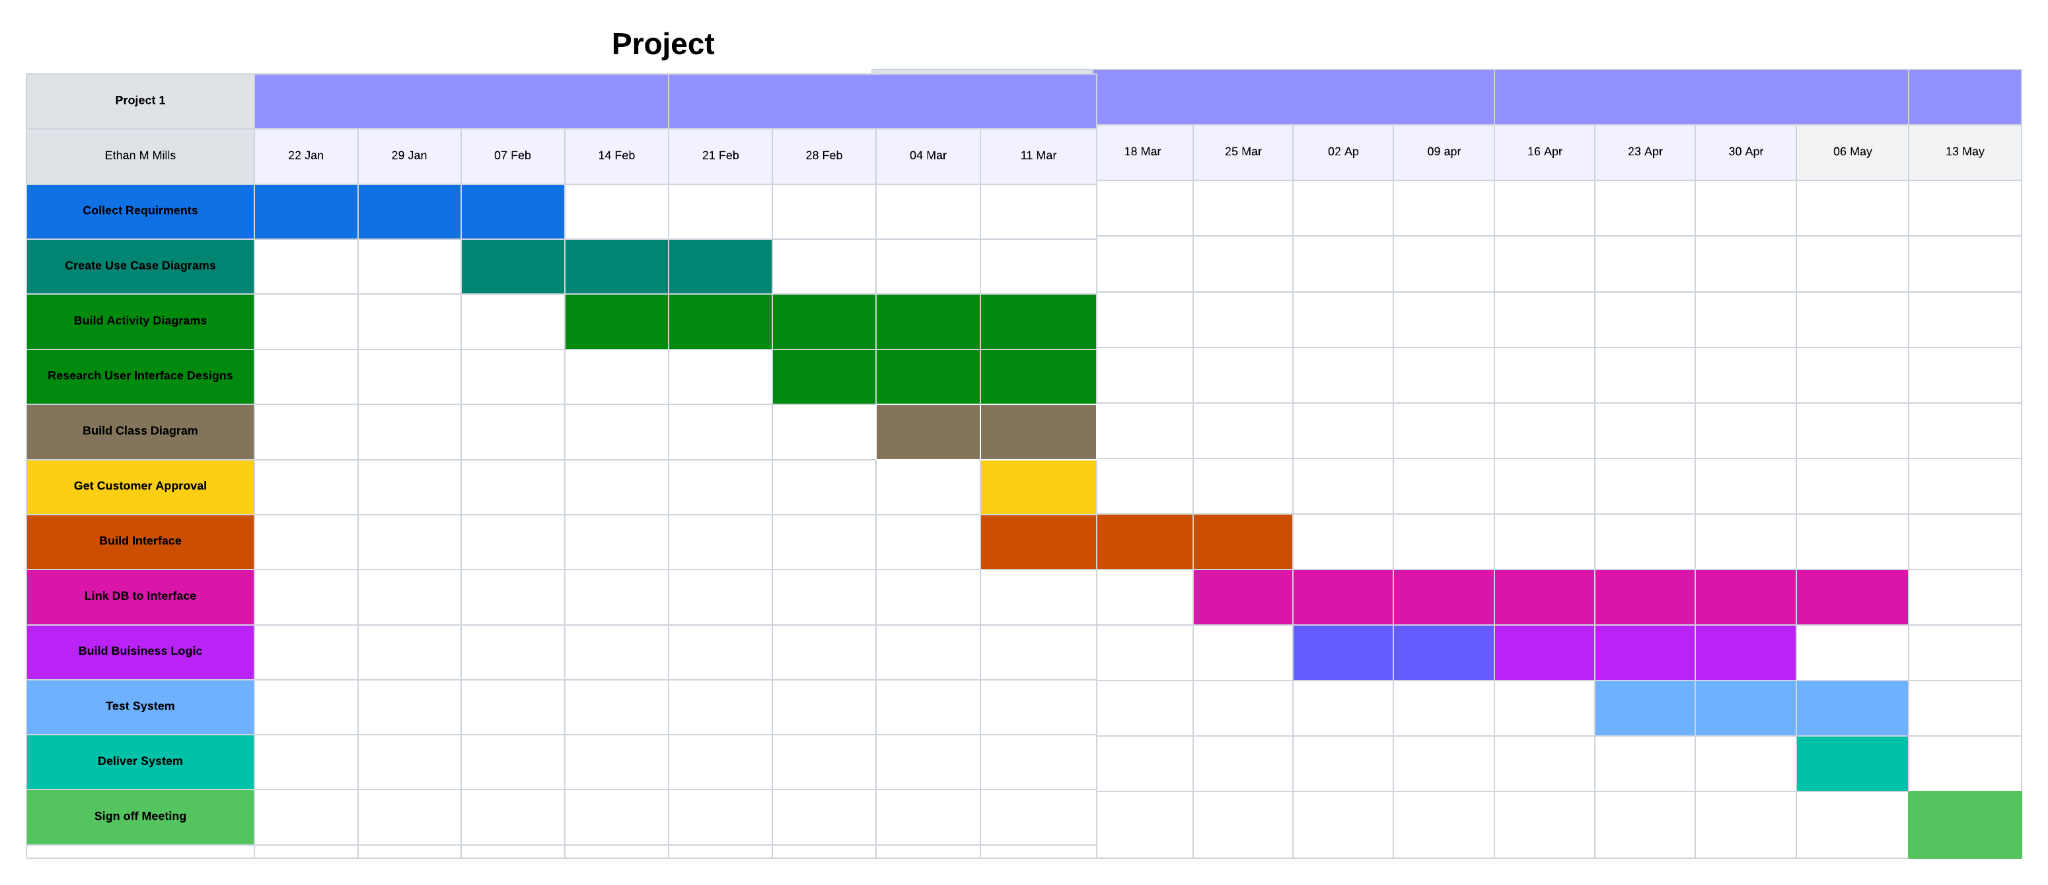 Project
Project 1
Ethan M Mills
22 Jan
29 Jan
07 Feb
14 Feb
21 Feb
28 Feb
04 Mar
11 Mar
18 Mar
25 Mar
02 Ap
09 apr
16 Apr
23 Apr
30 Apr
06 May
13 May
Collect Requirments
Create Use Case Diagrams
Build Activity Diagrams
Research User Interface Designs
Build Class Diagram
Get Customer Approval
Build Interface
Link DB to Interface
Build Buisiness Logic
Test System
Deliver System
Sign off Meeting